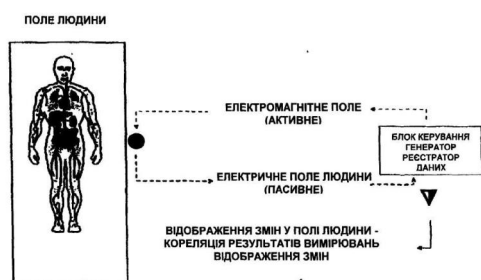 ПОЛЕ ЛЮДИНИ
ЕЛЕКТРОМАГНІТНЕ ПОЛЕ
(АКТИВНЕ)
БЛОК КЕРУВАННЯ
ГЕНЕРАТОР
РЕЄСТРАТОР
ДАНИХ
ЕЛЕКТРИЧНЕ ПОЛЕ ЛЮДИНИ
(ПАСИВНЕ)
ВІДОБРАЖЕННЯ ЗМІН У ПОЛІ ЛЮДИНИ -
КОРЕЛЯЦІЯ РЕЗУЛЬТАТІВ ВИМІРЮВАНЬ
ВІДОБРАЖЕННЯ ЗМІН